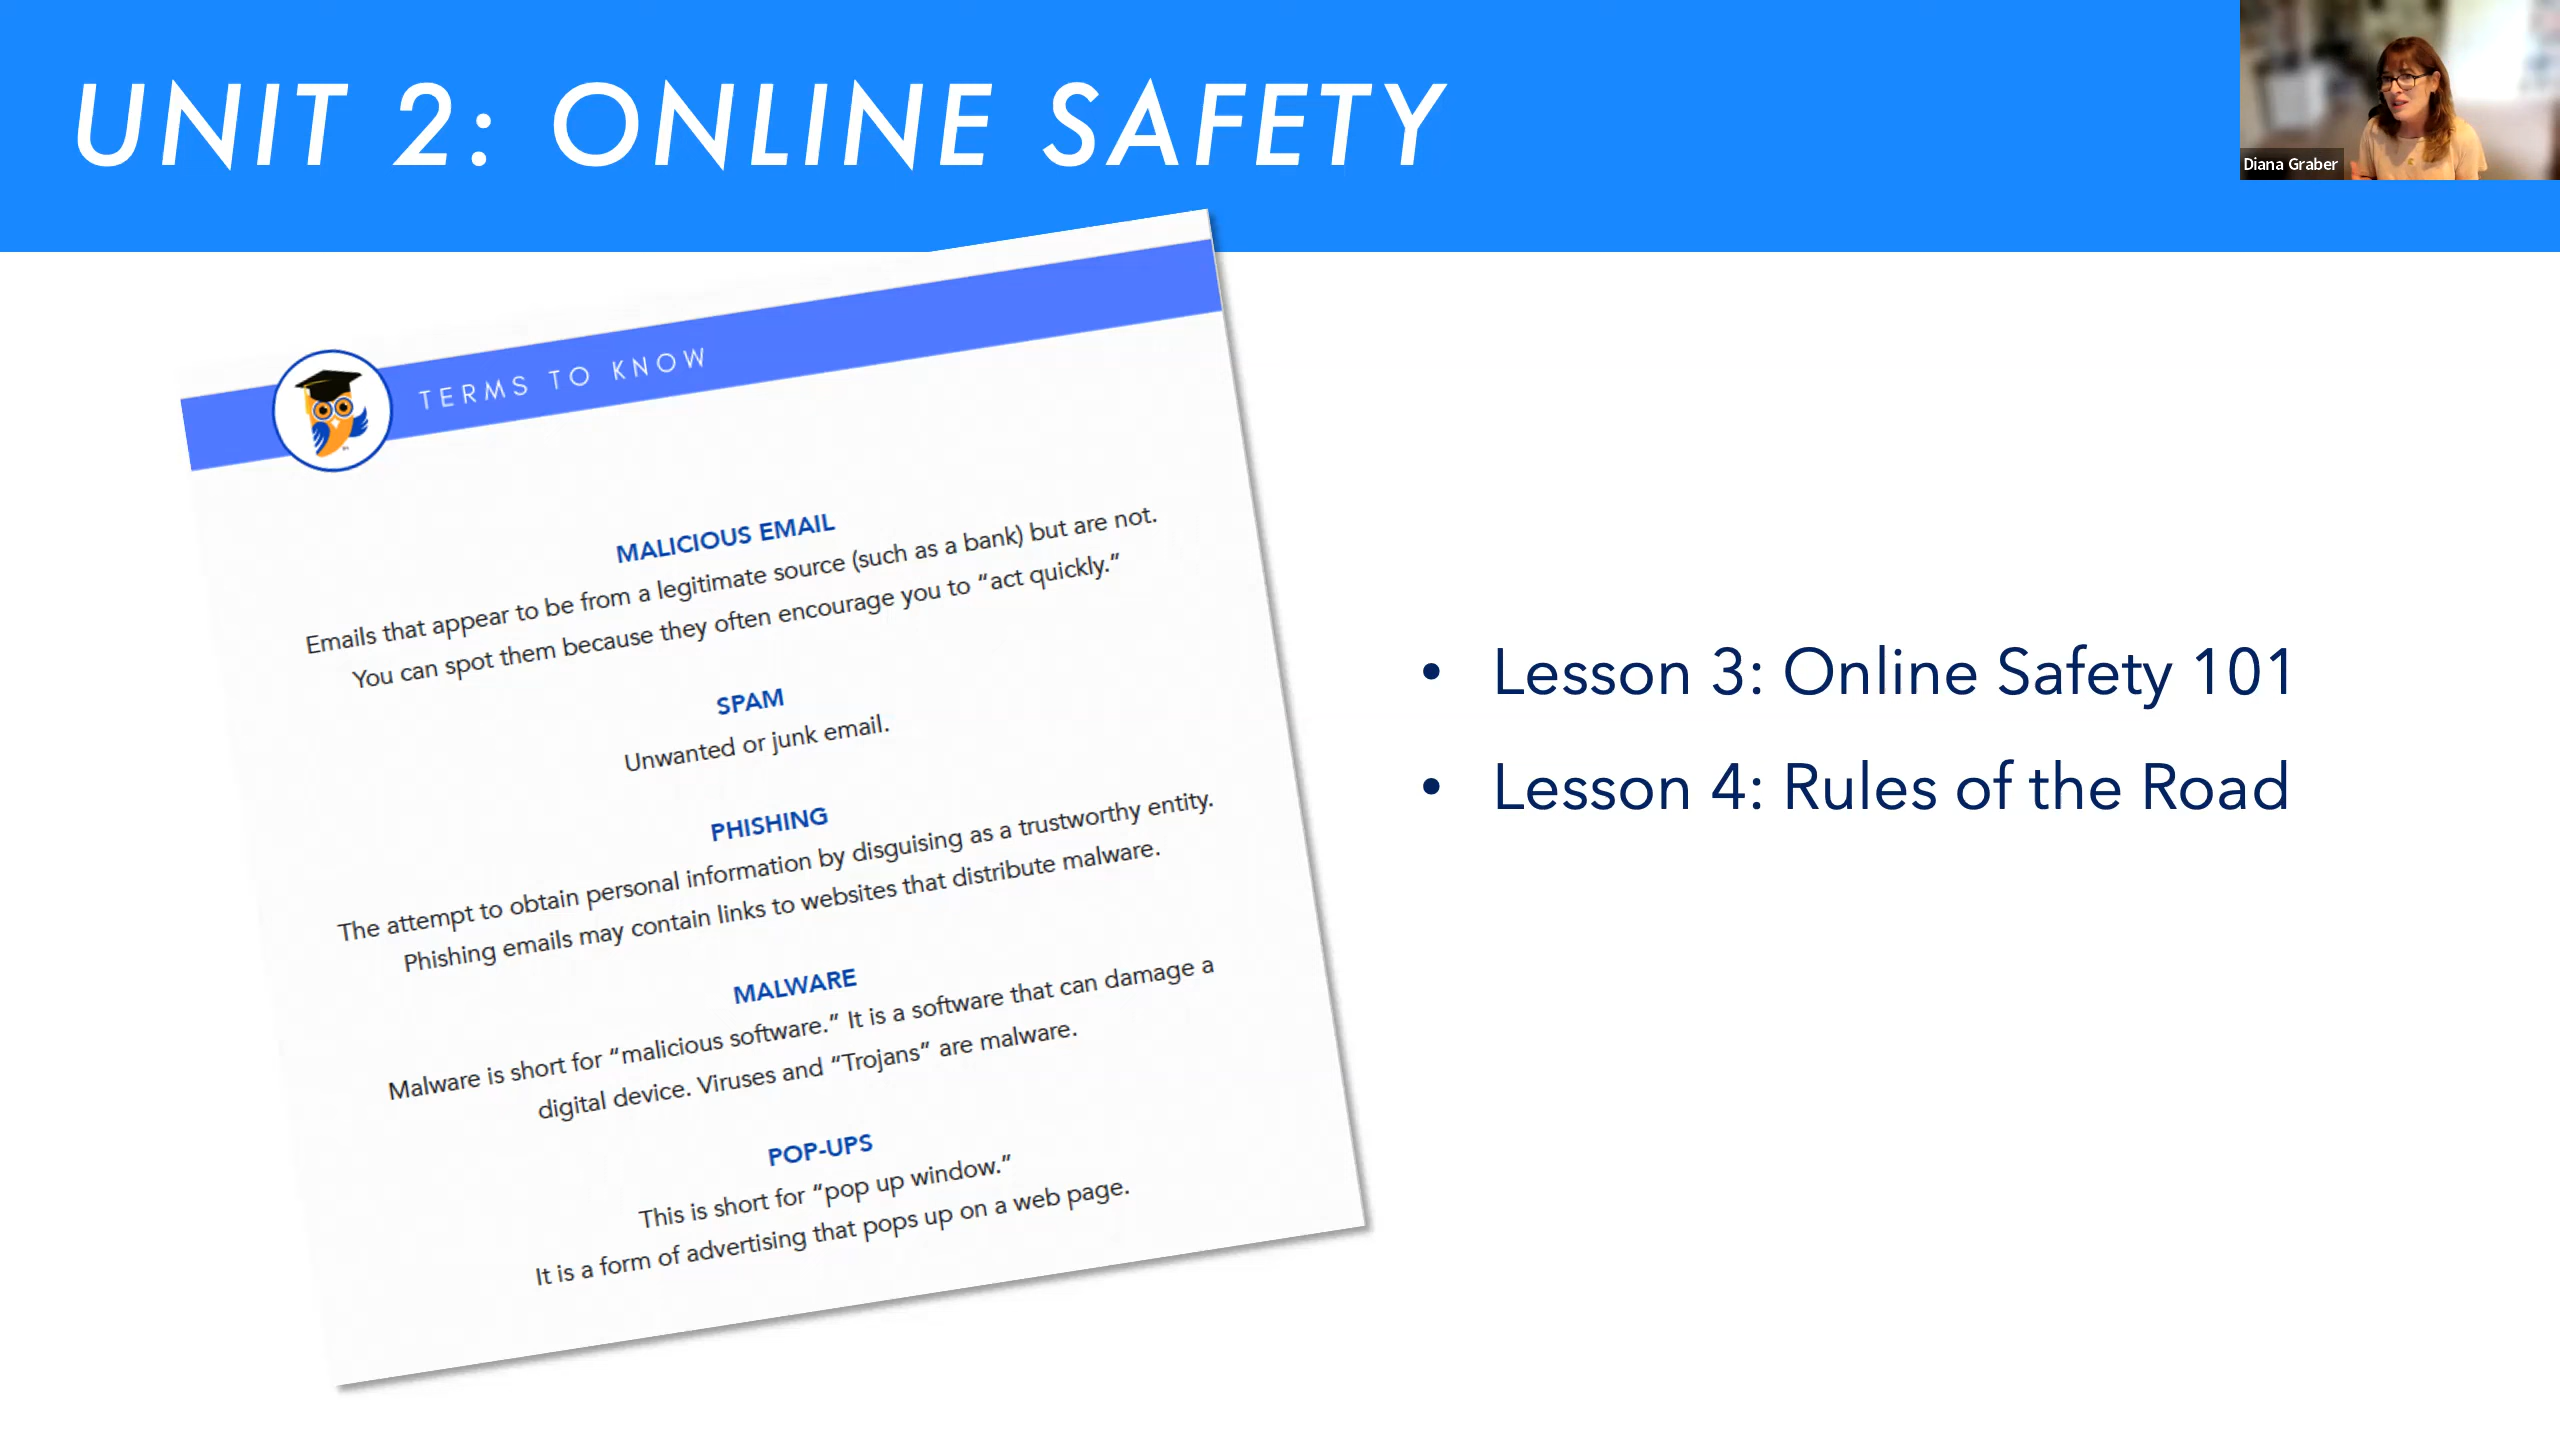 UNIT 2: ONLINE SAFETY
Diana Graber
TERMS TO KNOW
MALICIOUS EMAIL
Emails that appear to be from a legitimate source (such as a bank) but are not.
You can spot them because they often encourage you to “act quickly.”
SPAM
Unwanted or junk email.
PHISHING
The attempt to obtain personal information by disguising as a trustworthy entity.
Phishing emails may contain links to websites that distribute malware.
MALWARE
Malware is short for “malicious software.” It is a software that can damage a
digital device. Viruses and “Trojans” are malware.
POP-UPS
This is short for “pop up window.”
It is a form of advertising that pops up on a web page.
• Lesson 3: Online Safety 101
• Lesson 4: Rules of the Road